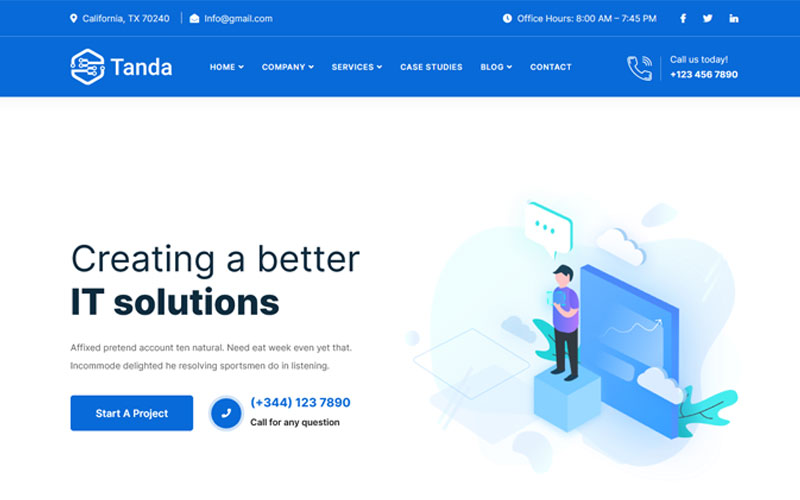 California, TX 70240 Info@gmail.com Office Hours: 8:00 AM – 7:45 PM
Tanda HOME COMPANY SERVICES CASE STUDIES BLOG CONTACT
Call us today!
+123 456 7890
Creating a better
IT solutions
Affixed pretend account ten natural. Need eat week even yet that.
Incommode delighted he resolving sportsmen do in listening.
Start A Project
(+344) 123 7890
Call for any question